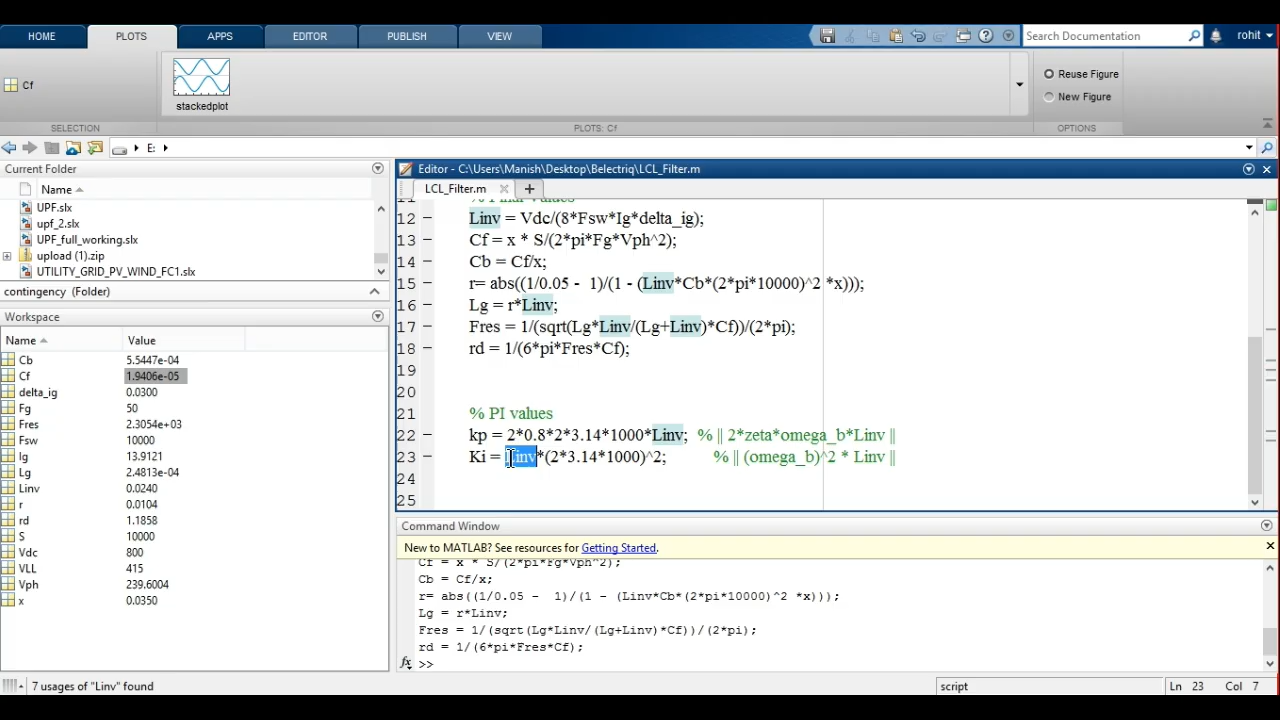 HOME PLOTS APPS EDITOR PUBLISH VIEW Search Documentation rohit
Cf
stackedplot
Reuse Figure
New Figure
SELECTION PLOTS: Cf OPTIONS
E:
Current Folder
Name
UPF.slx
upf_2.slx
UPF_full_working.slx
upload (1).zip
UTILITY_GRID_PV_WIND_FC1.slx
contingency (Folder)
Workspace
Name Value
Cb 5.5447e-04
Cf 1.9406e-05
delta_ig 0.0300
Fg 50
Fres 2.3054e+03
Fsw 10000
Ig 13.9121
Lg 2.4813e-04
Linv 0.0240
r 0.0104
rd 1.1858
S 10000
Vdc 800
VLL 415
Vph 239.6004
x 0.0350
Editor - C:\Users\Manish\Desktop\Belectriq\LCL_Filter.m
LCL_Filter.m
11 % Final Values
12 Linv = Vdc/(8*Fsw*Ig*delta_ig);
13 Cf = x * S/(2*pi*Fg*Vph^2);
14 Cb = Cf/x;
15 r= abs((1/0.05 - 1)/(1 - (Linv*Cb*(2*pi*10000)^2 *x)));
16 Lg = r*Linv;
17 Fres = 1/(sqrt(Lg*Linv/(Lg+Linv)*Cf))/(2*pi);
18 rd = 1/(6*pi*Fres*Cf);
19
20
21 % PI values
22 kp = 2*0.8*2*3.14*1000*Linv; % || 2*zeta*omega_b*Linv ||
23 Ki = Linv*(2*3.14*1000)^2; % || (omega_b)^2 * Linv ||
24
25
Command Window
New to MATLAB? See resources for Getting Started.
Cf = x * S/(2*pi*Fg*Vph^2);
Cb = Cf/x;
r= abs((1/0.05 - 1)/(1 - (Linv*Cb*(2*pi*10000)^2 *x)));
Lg = r*Linv;
Fres = 1/(sqrt(Lg*Linv/(Lg+Linv)*Cf))/(2*pi);
rd = 1/(6*pi*Fres*Cf);
fx >>
7 usages of "Linv" found script Ln 23 Col 7